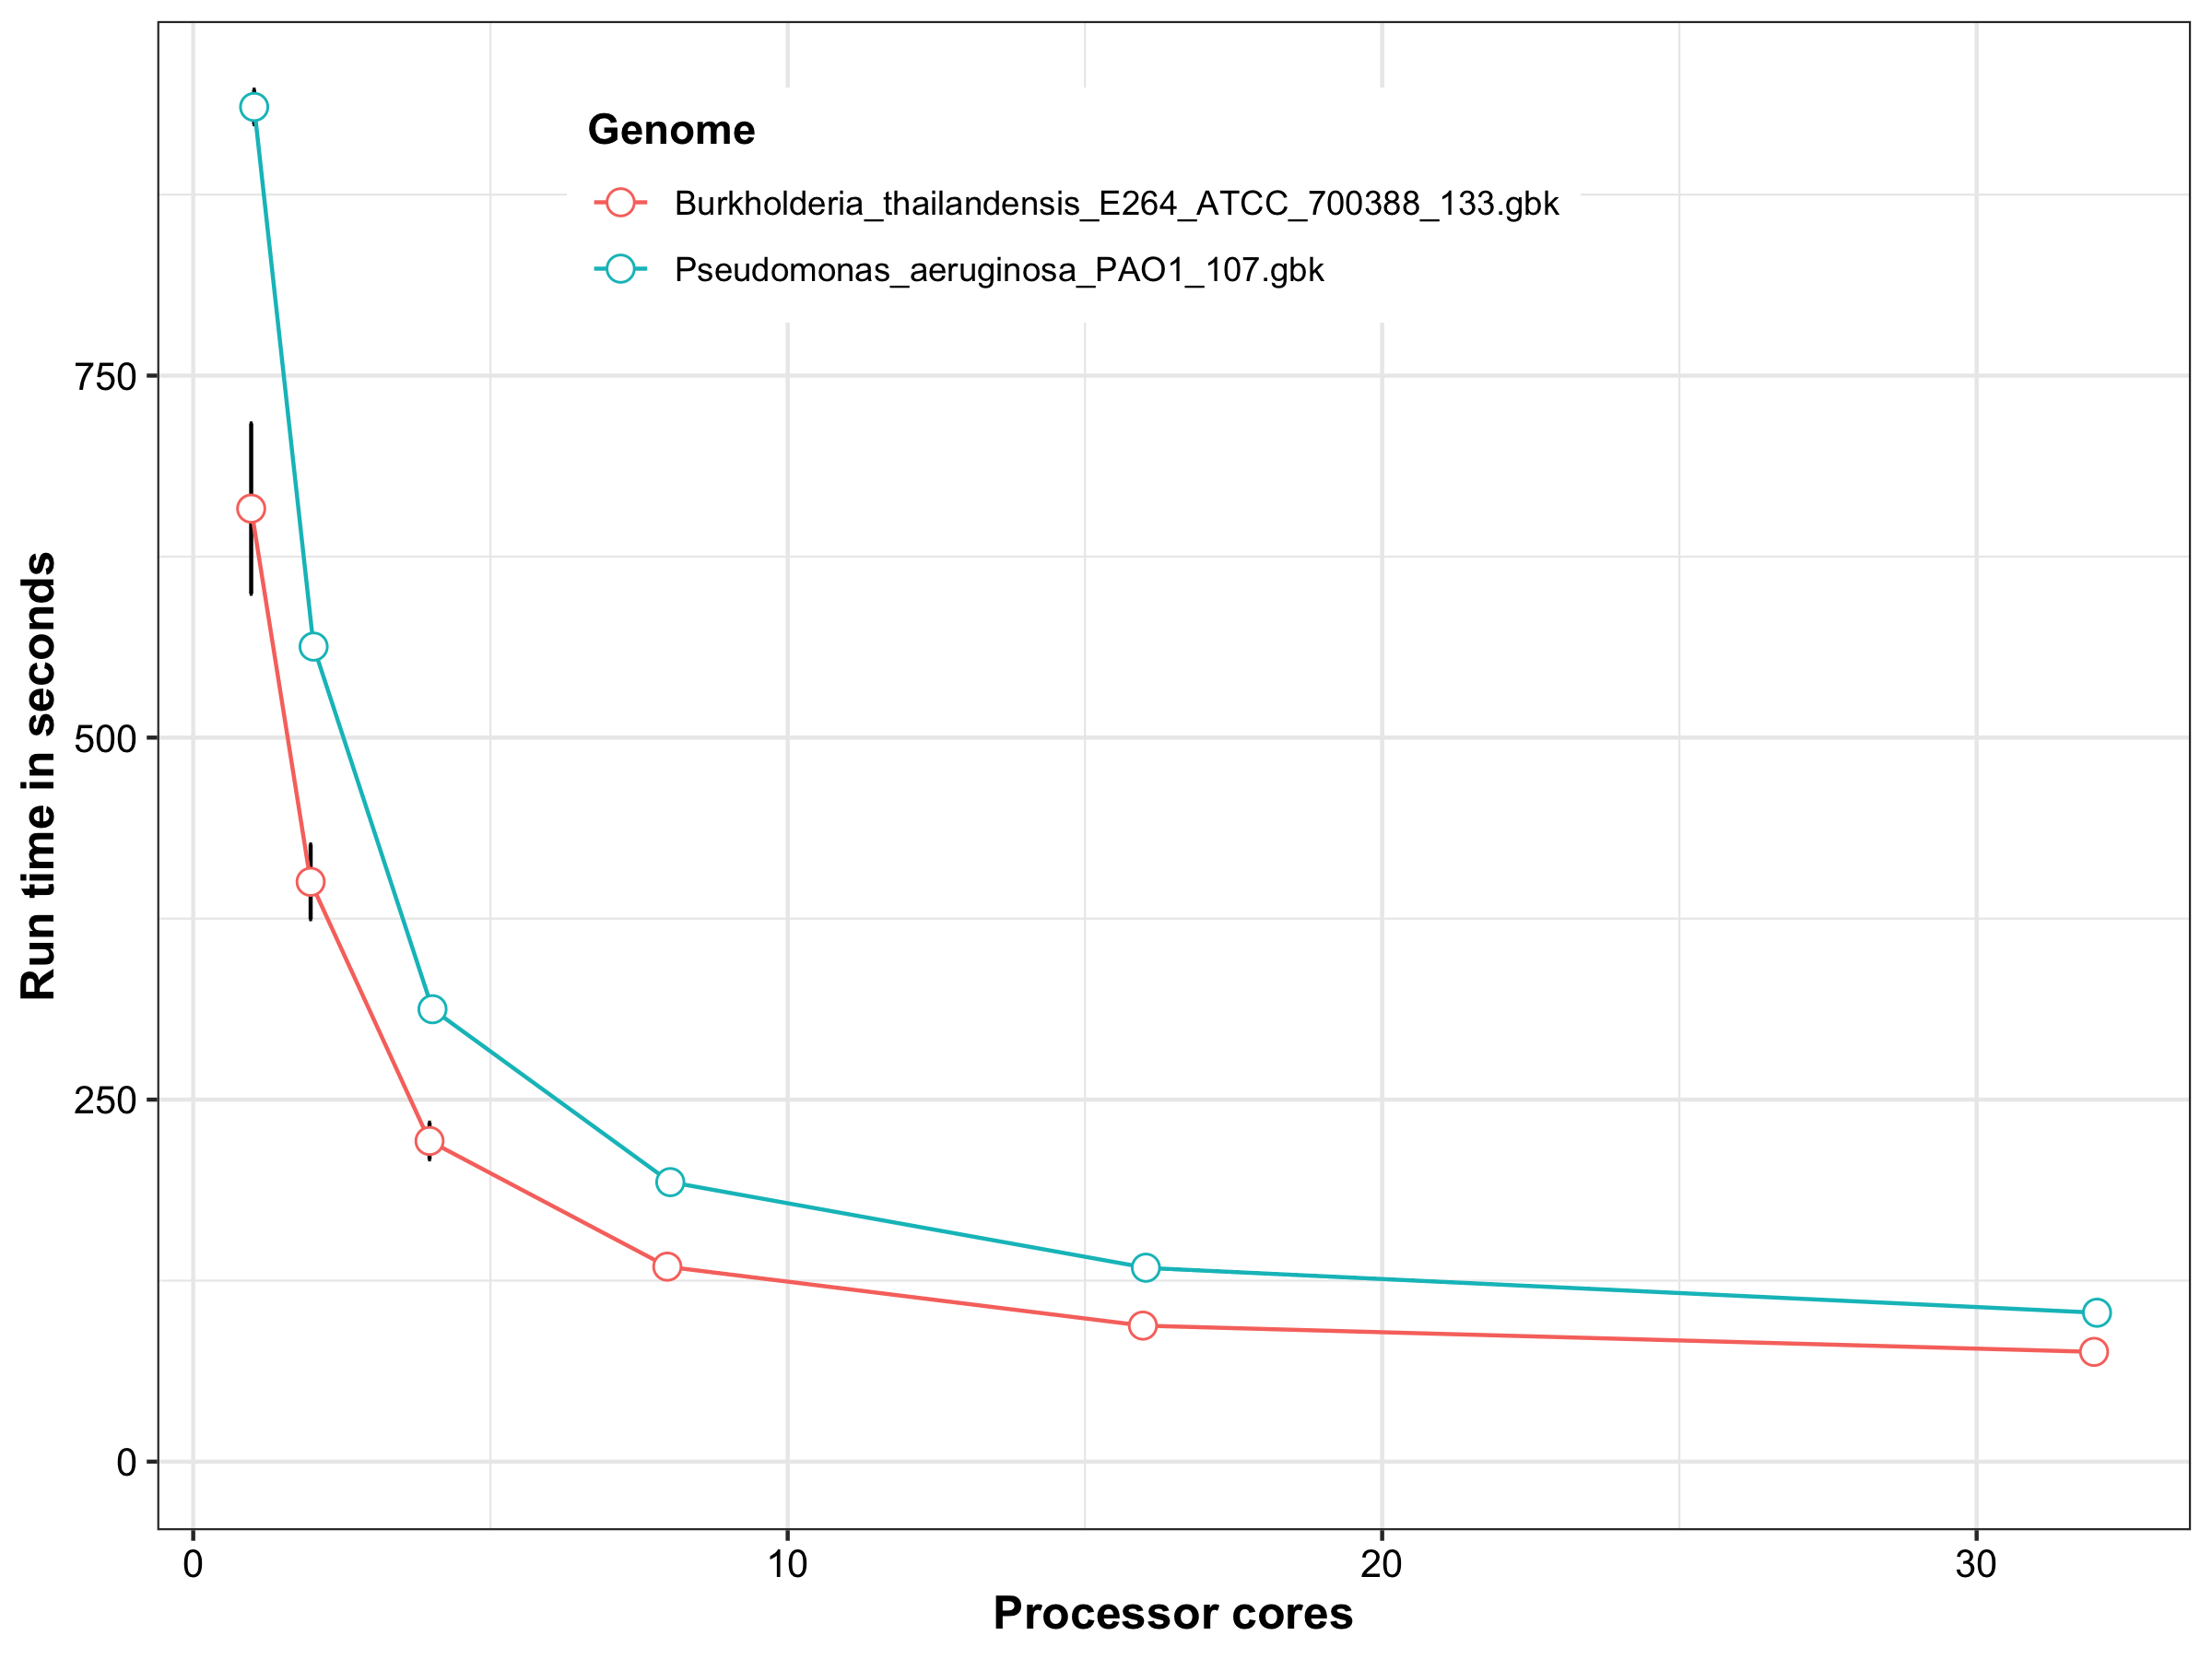 Genome
Burkholderia_thailandensis_E264_ATCC_700388_133.gbk
Pseudomonas_aeruginosa_PAO1_107.gbk
750
500
250
0
Run time in seconds
0 10 20 30
Processor cores